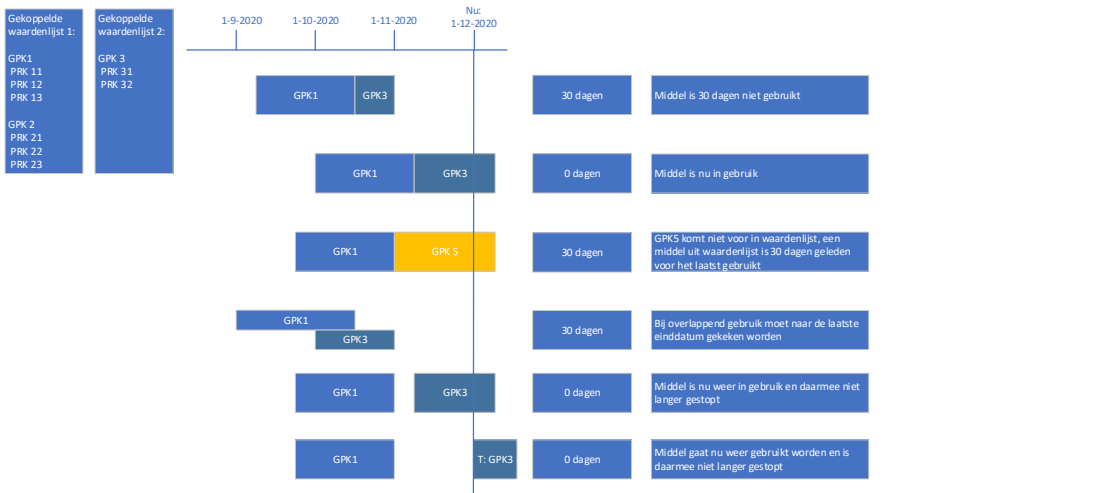 Gekoppelde
waardenlijst 1:
GPK1
PRK 11
PRK 12
PRK 13
GPK 2
PRK 21
PRK 22
PRK 23
Gekoppelde
waardenlijst 2:
GPK 3
PRK 31
PRK 32
1-9-2020
1-10-2020
1-11-2020
Nu:
1-12-2020
GPK1
GPK3
30 dagen
Middel is 30 dagen niet gebruikt
GPK1
GPK3
0 dagen
Middel is nu in gebruik
GPK1
GPK 5
30 dagen
GPK5 komt niet voor in waardenlijst, een
middel uit waardenlijst is 30 dagen geleden
voor het laatst gebruikt
GPK1
GPK3
30 dagen
Bij overlappend gebruik moet naar de laatste
einddatum gekeken worden
GPK1
GPK3
0 dagen
Middel is nu weer in gebruik en daarmee niet
langer gestopt
GPK1
T: GPK3
0 dagen
Middel gaat nu weer gebruikt worden en is
daarmee niet langer gestopt